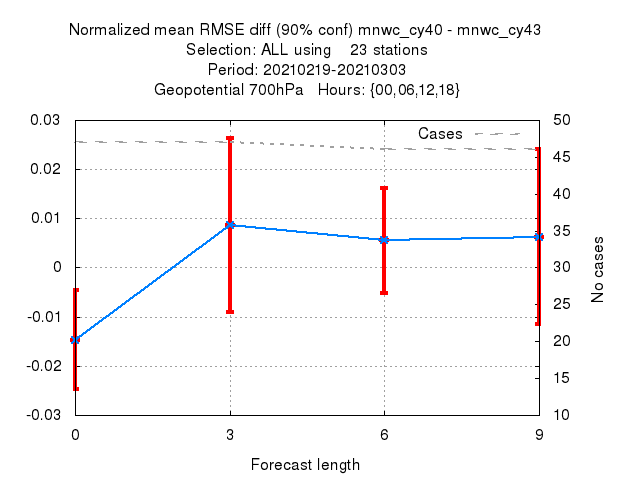 Normalized mean RMSE diff (90% conf) mnwc_cy40 - mnwc_cy43
Selection: ALL using 23 stations
Period: 20210219-20210303
Geopotential 700hPa Hours: {00,06,12,18}
Cases
0.03
0.02
0.01
0
-0.01
-0.02
-0.03
50
45
40
35
30
25
20
15
10
No cases
0 3 6 9
Forecast length